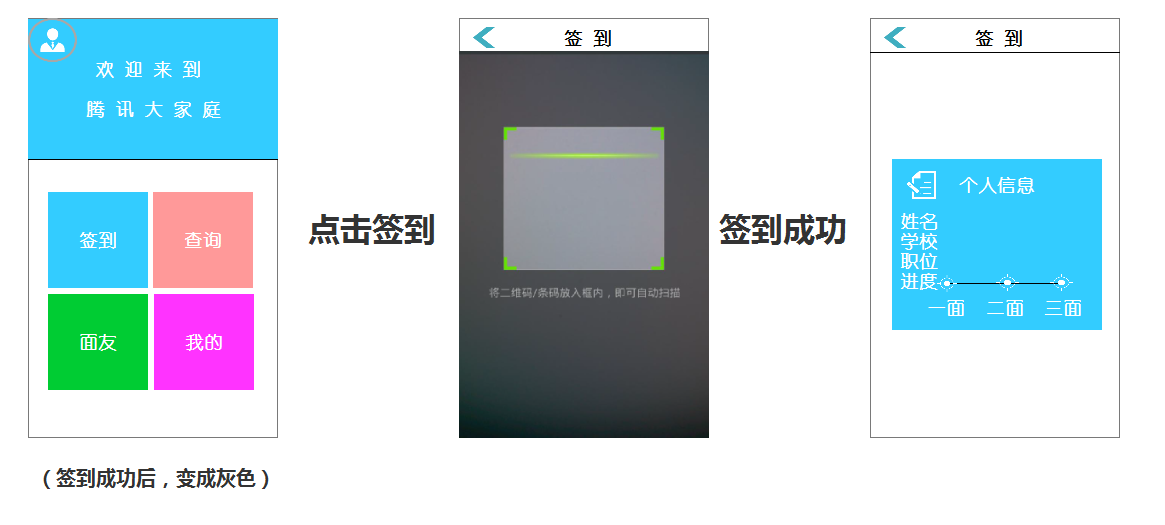 欢迎来到
腾讯大家庭
签到
查询
面友
我的
（签到成功后，变成灰色）
点击签到
签到
将二维码/条码放入框内，即可自动扫描
签到成功
签到
个人信息
姓名
学校
职位
进度
一面 二面 三面